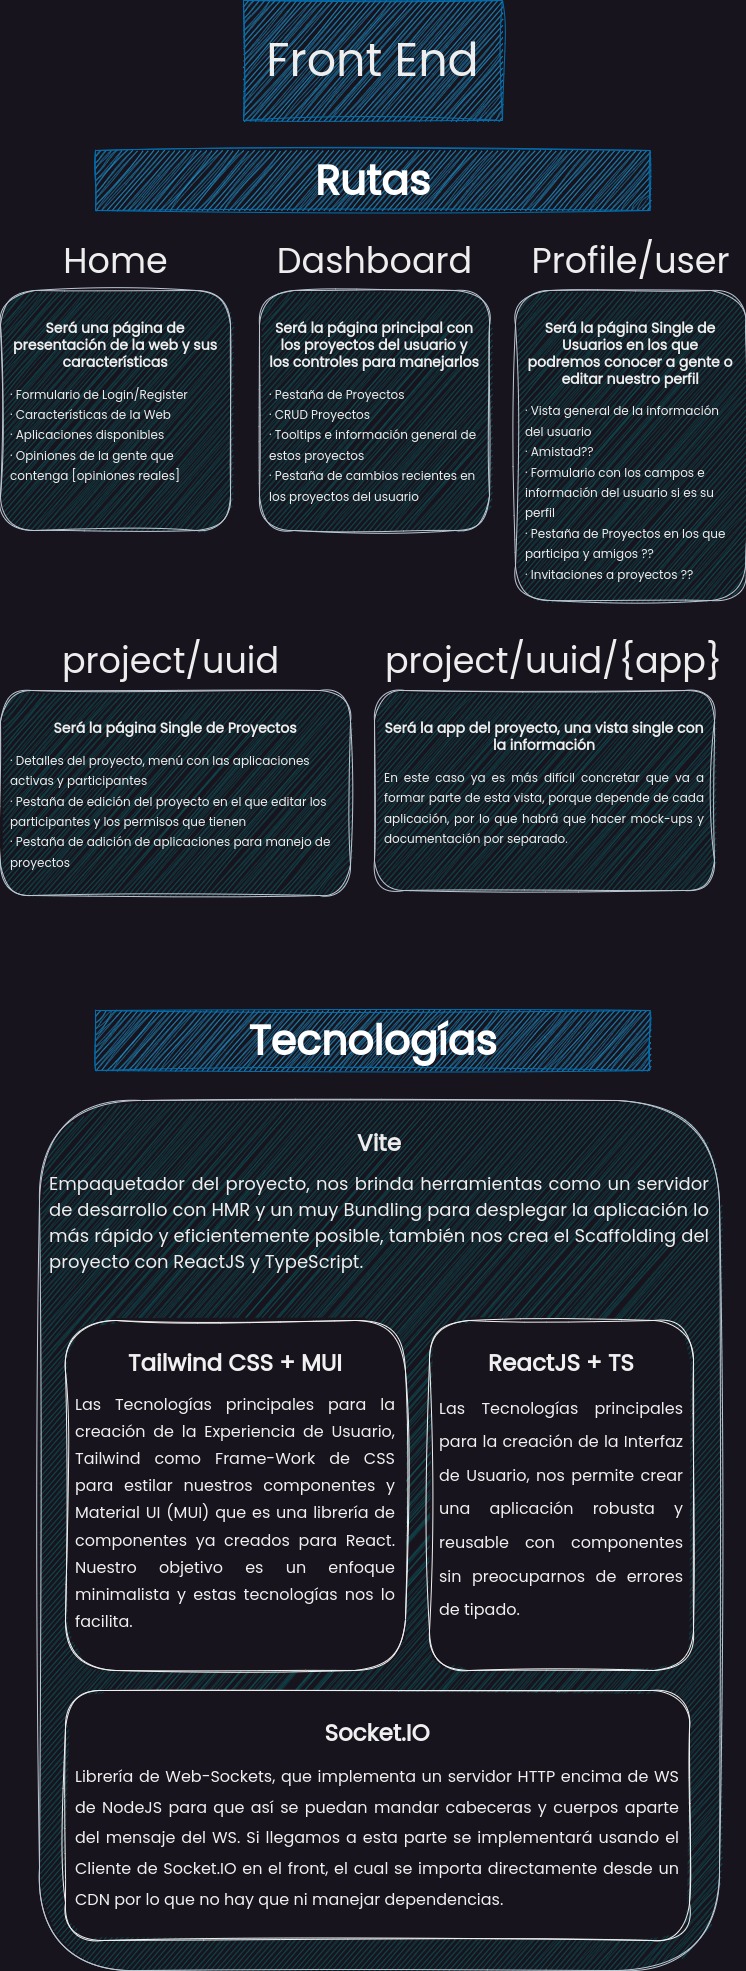 Front End
Rutas
Home
Será una página de
presentación de la web y sus
características
· Formulario de Login/Register
· Características de la Web
· Aplicaciones disponibles
· Opiniones de la gente que
contenga [opiniones reales]
Dashboard
Será la página principal con
los proyectos del usuario y
los controles para manejarlos
· Pestaña de Proyectos
· CRUD Proyectos
· Tooltips e información general de
estos proyectos
· Pestaña de cambios recientes en
los proyectos del usuario
Profile/user
Será la página Single de
Usuarios en los que
podremos conocer a gente o
editar nuestro perfil
· Vista general de la información
del usuario
· Amistad??
· Formulario con los campos e
información del usuario si es su
perfil
· Pestaña de Proyectos en los que
participa y amigos ??
· Invitaciones a proyectos ??
project/uuid
Será la página Single de Proyectos
· Detalles del proyecto, menú con las aplicaciones
activas y participantes
· Pestaña de edición del proyecto en el que editar los
participantes y los permisos que tienen
· Pestaña de adición de aplicaciones para manejo de
proyectos
project/uuid/{app}
Será la app del proyecto, una vista single con
la información
En este caso ya es más difícil concretar que va a
formar parte de esta vista, porque depende de cada
aplicación, por lo que habrá que hacer mock-ups y
documentación por separado.
Tecnologías
Vite
Empaquetador del proyecto, nos brinda herramientas como un servidor
de desarrollo con HMR y un muy Bundling para desplegar la aplicación lo
más rápido y eficientemente posible, también nos crea el Scaffolding del
proyecto con ReactJS y TypeScript.
Tailwind CSS + MUI
Las Tecnologías principales para la
creación de la Experiencia de Usuario,
Tailwind como Frame-Work de CSS
para estilar nuestros componentes y
Material UI (MUI) que es una librería de
componentes ya creados para React.
Nuestro objetivo es un enfoque
minimalista y estas tecnologías nos lo
facilita.
ReactJS + TS
Las Tecnologías principales
para la creación de la Interfaz
de Usuario, nos permite crear
una aplicación robusta y
reusable con componentes
sin preocuparnos de errores
de tipado.
Socket.IO
Librería de Web-Sockets, que implementa un servidor HTTP encima de WS
de NodeJS para que así se puedan mandar cabeceras y cuerpos aparte
del mensaje del WS. Si llegamos a esta parte se implementará usando el
Cliente de Socket.IO en el front, el cual se importa directamente desde un
CDN por lo que no hay que ni manejar dependencias.